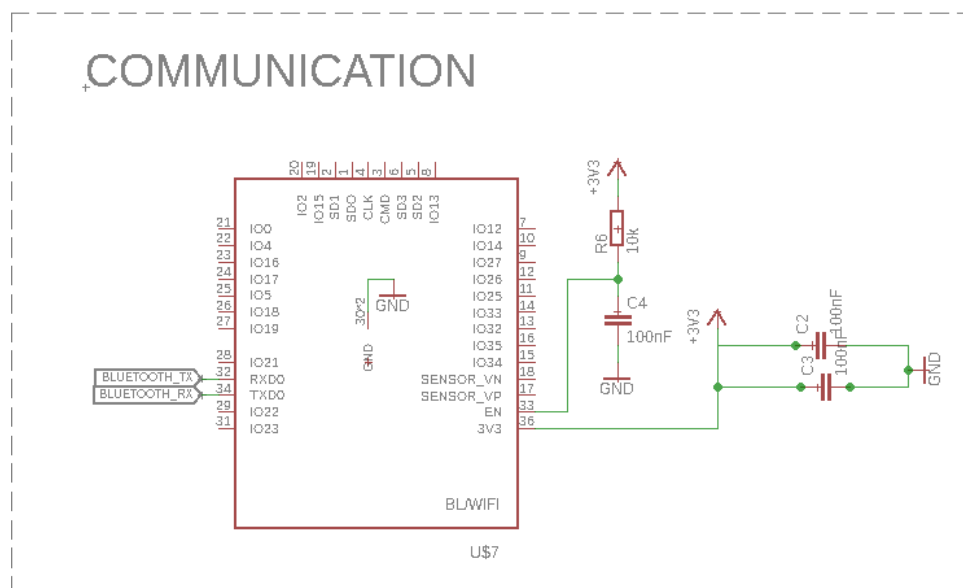 COMMUNICATION
20 19 2 1 4 3 6 5 8
IO2 IO15 SD1 SD0 CLK CMD SD3 SD2 IO13
21 IO0
22 IO4
23 IO16
24 IO17
25 IO5
26 IO18
27 IO19
28 IO21
BLUETOOTH_TX 32 RXD0
BLUETOOTH_RX 34 TXD0
29 IO22
31 IO23
GND
30*2
GND
IO12 7
IO14 10
IO27 9
IO26 12
IO25 11
IO33 14
IO32 13
IO35 16
IO34 15
SENSOR_VN 18
SENSOR_VP 17
EN 33
3V3 36
BL/WIFI
U$7
+3V3
R6
10k
C4
100nF
GND
+3V3
C2
100nF
C3
100nF
GND